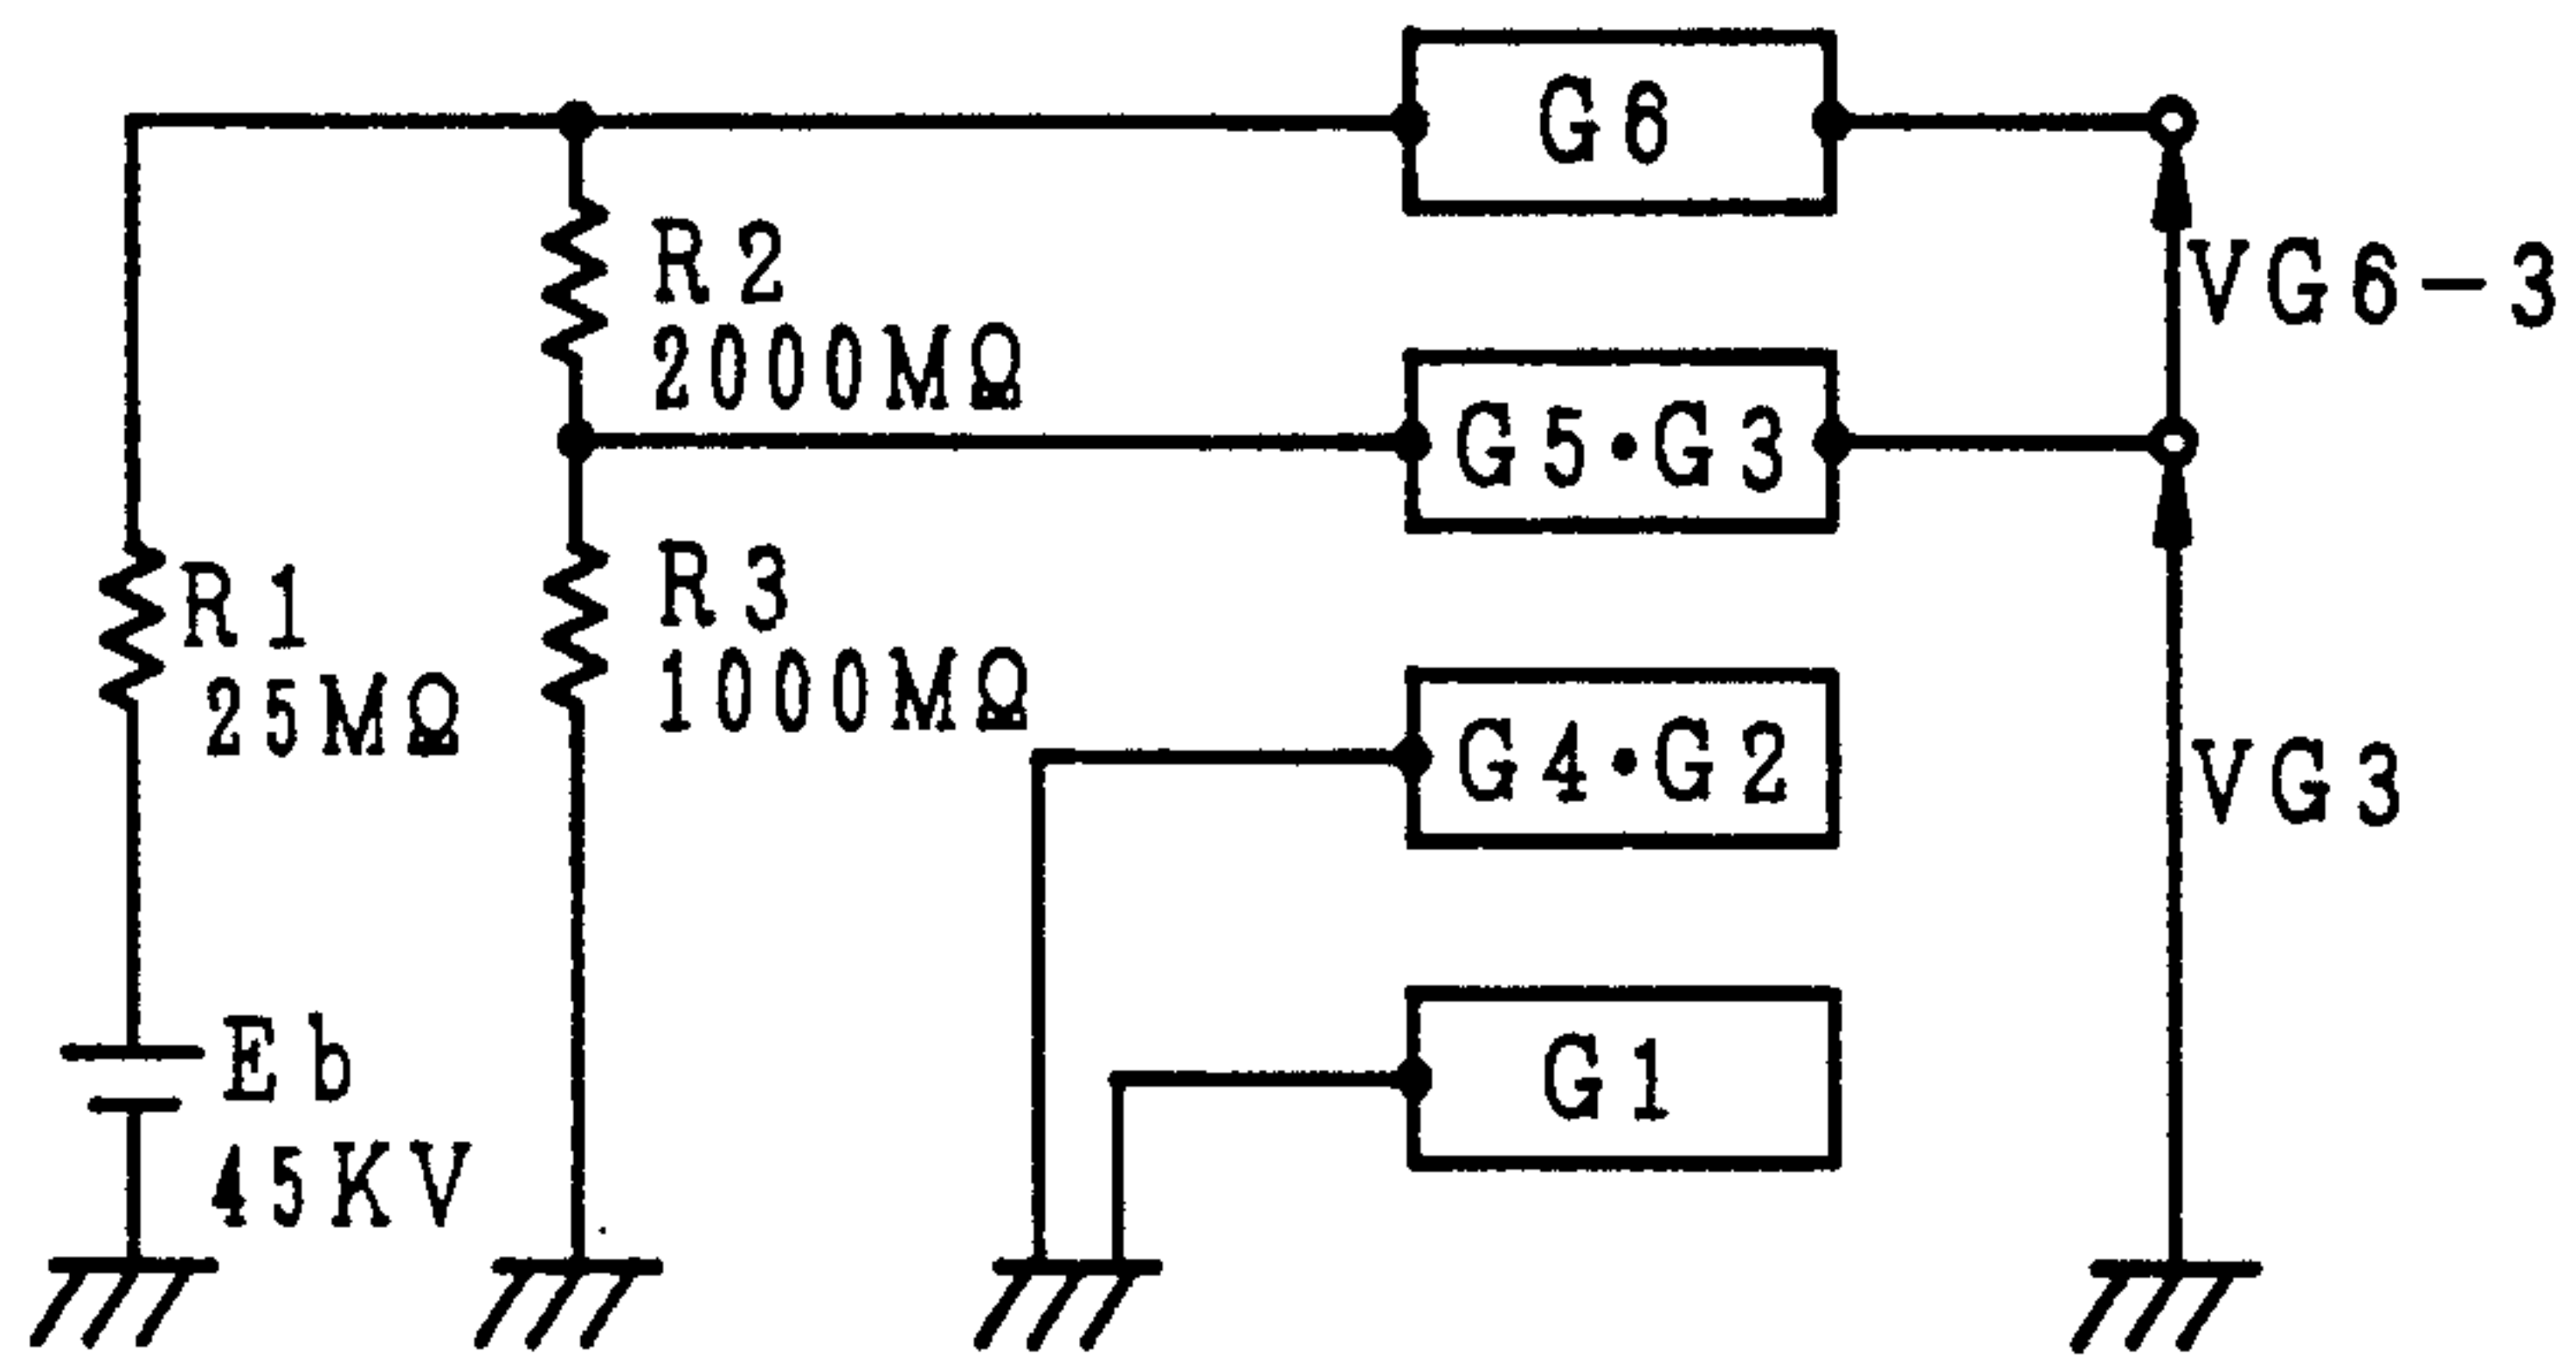 G6
R2
2000MΩ
VG6-3
G5·G3
R1
25MΩ
R3
1000MΩ
G4·G2
VG3
Eb
45KV
G1